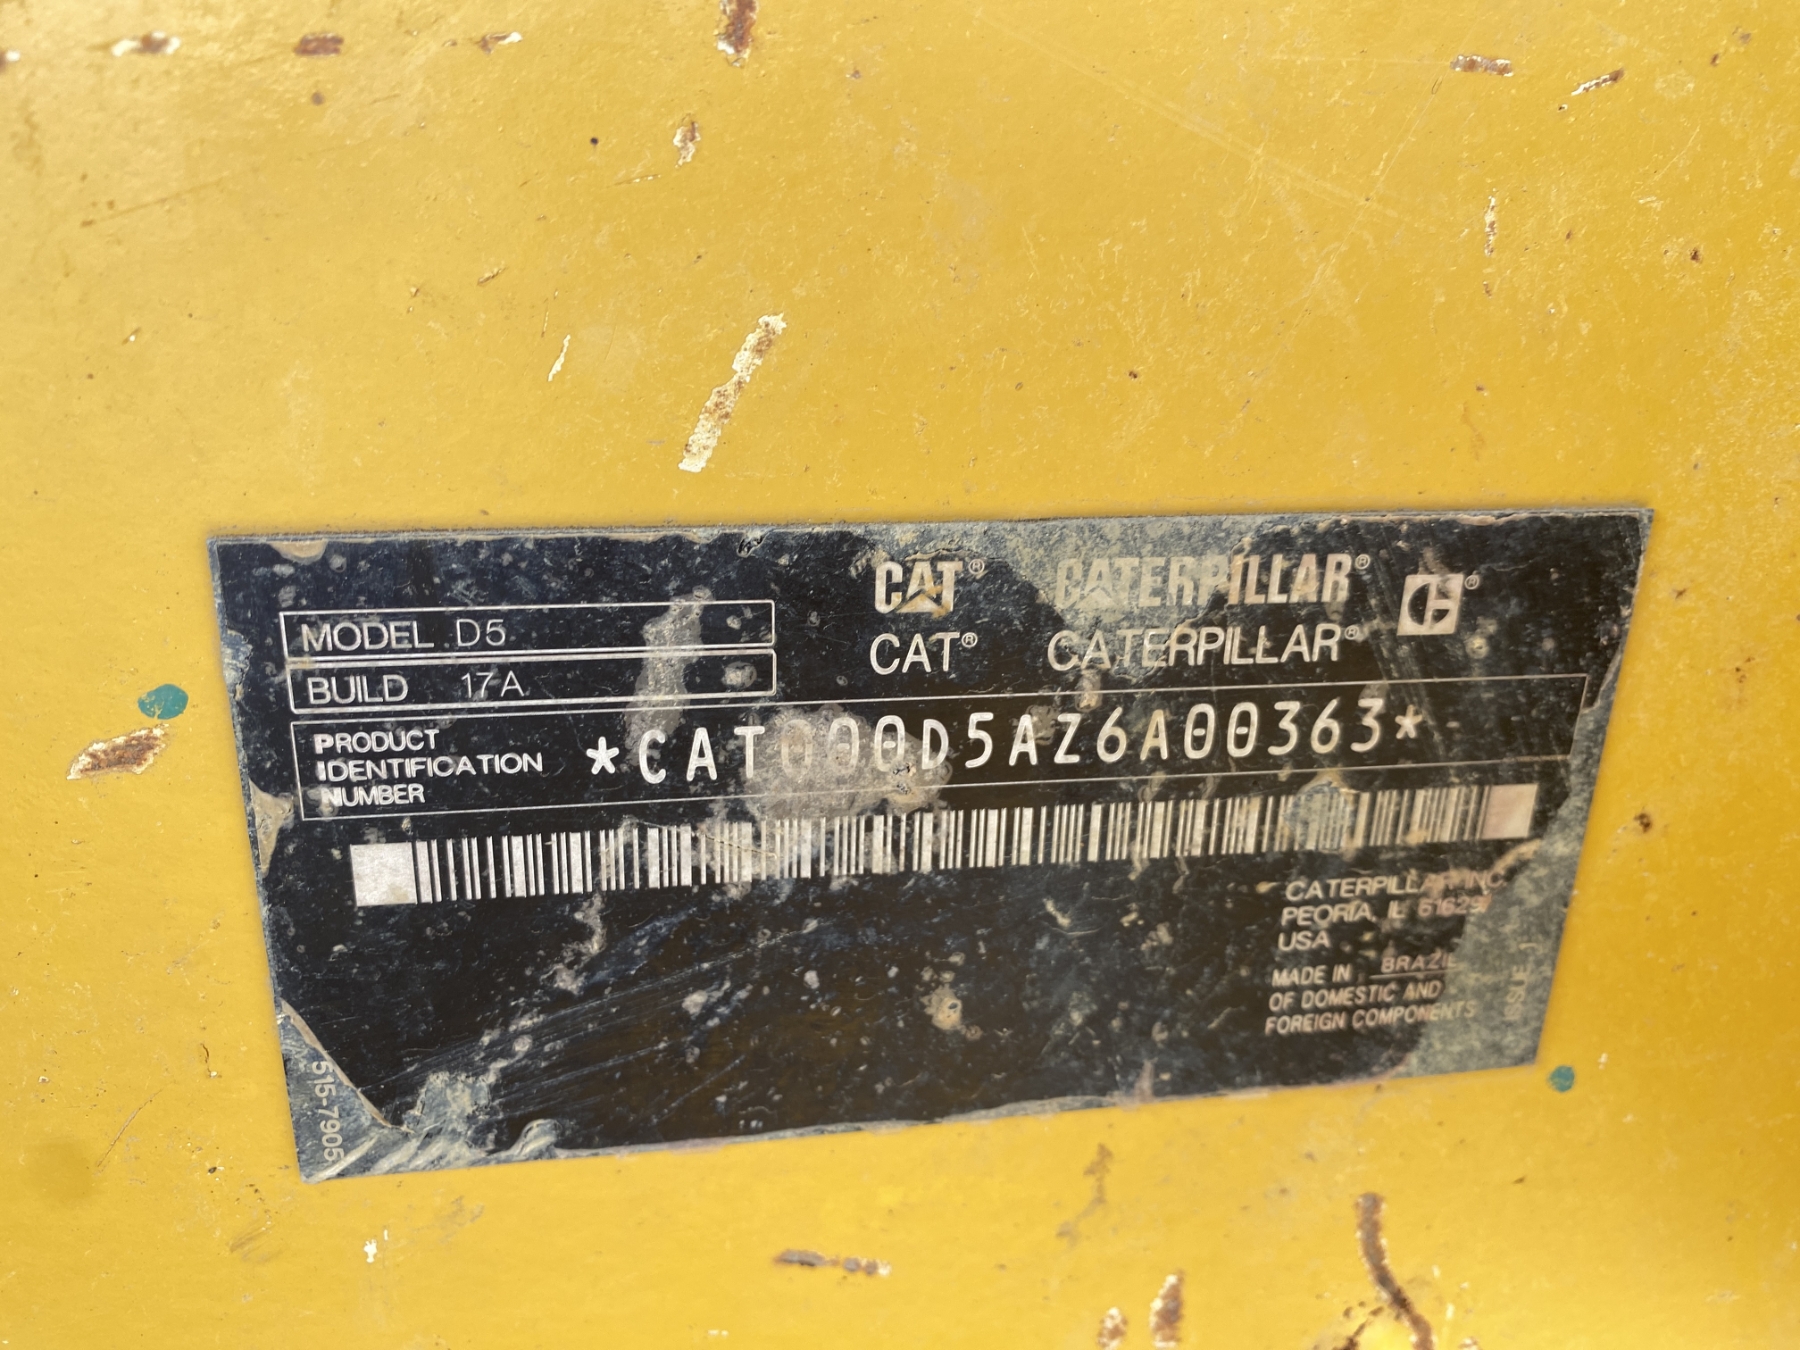 CAT® CATERPILLAR® C®
CAT® CATERPILLAR®
MODEL D5
BUILD 17A
PRODUCT IDENTIFICATION NUMBER
*CAT000D5AZ6A00363*
CATERPILLAR INC
PEORIA, IL 61629
USA
MADE IN BRAZIL
OF DOMESTIC AND
FOREIGN COMPONENTS
ISSUE J
515-7905